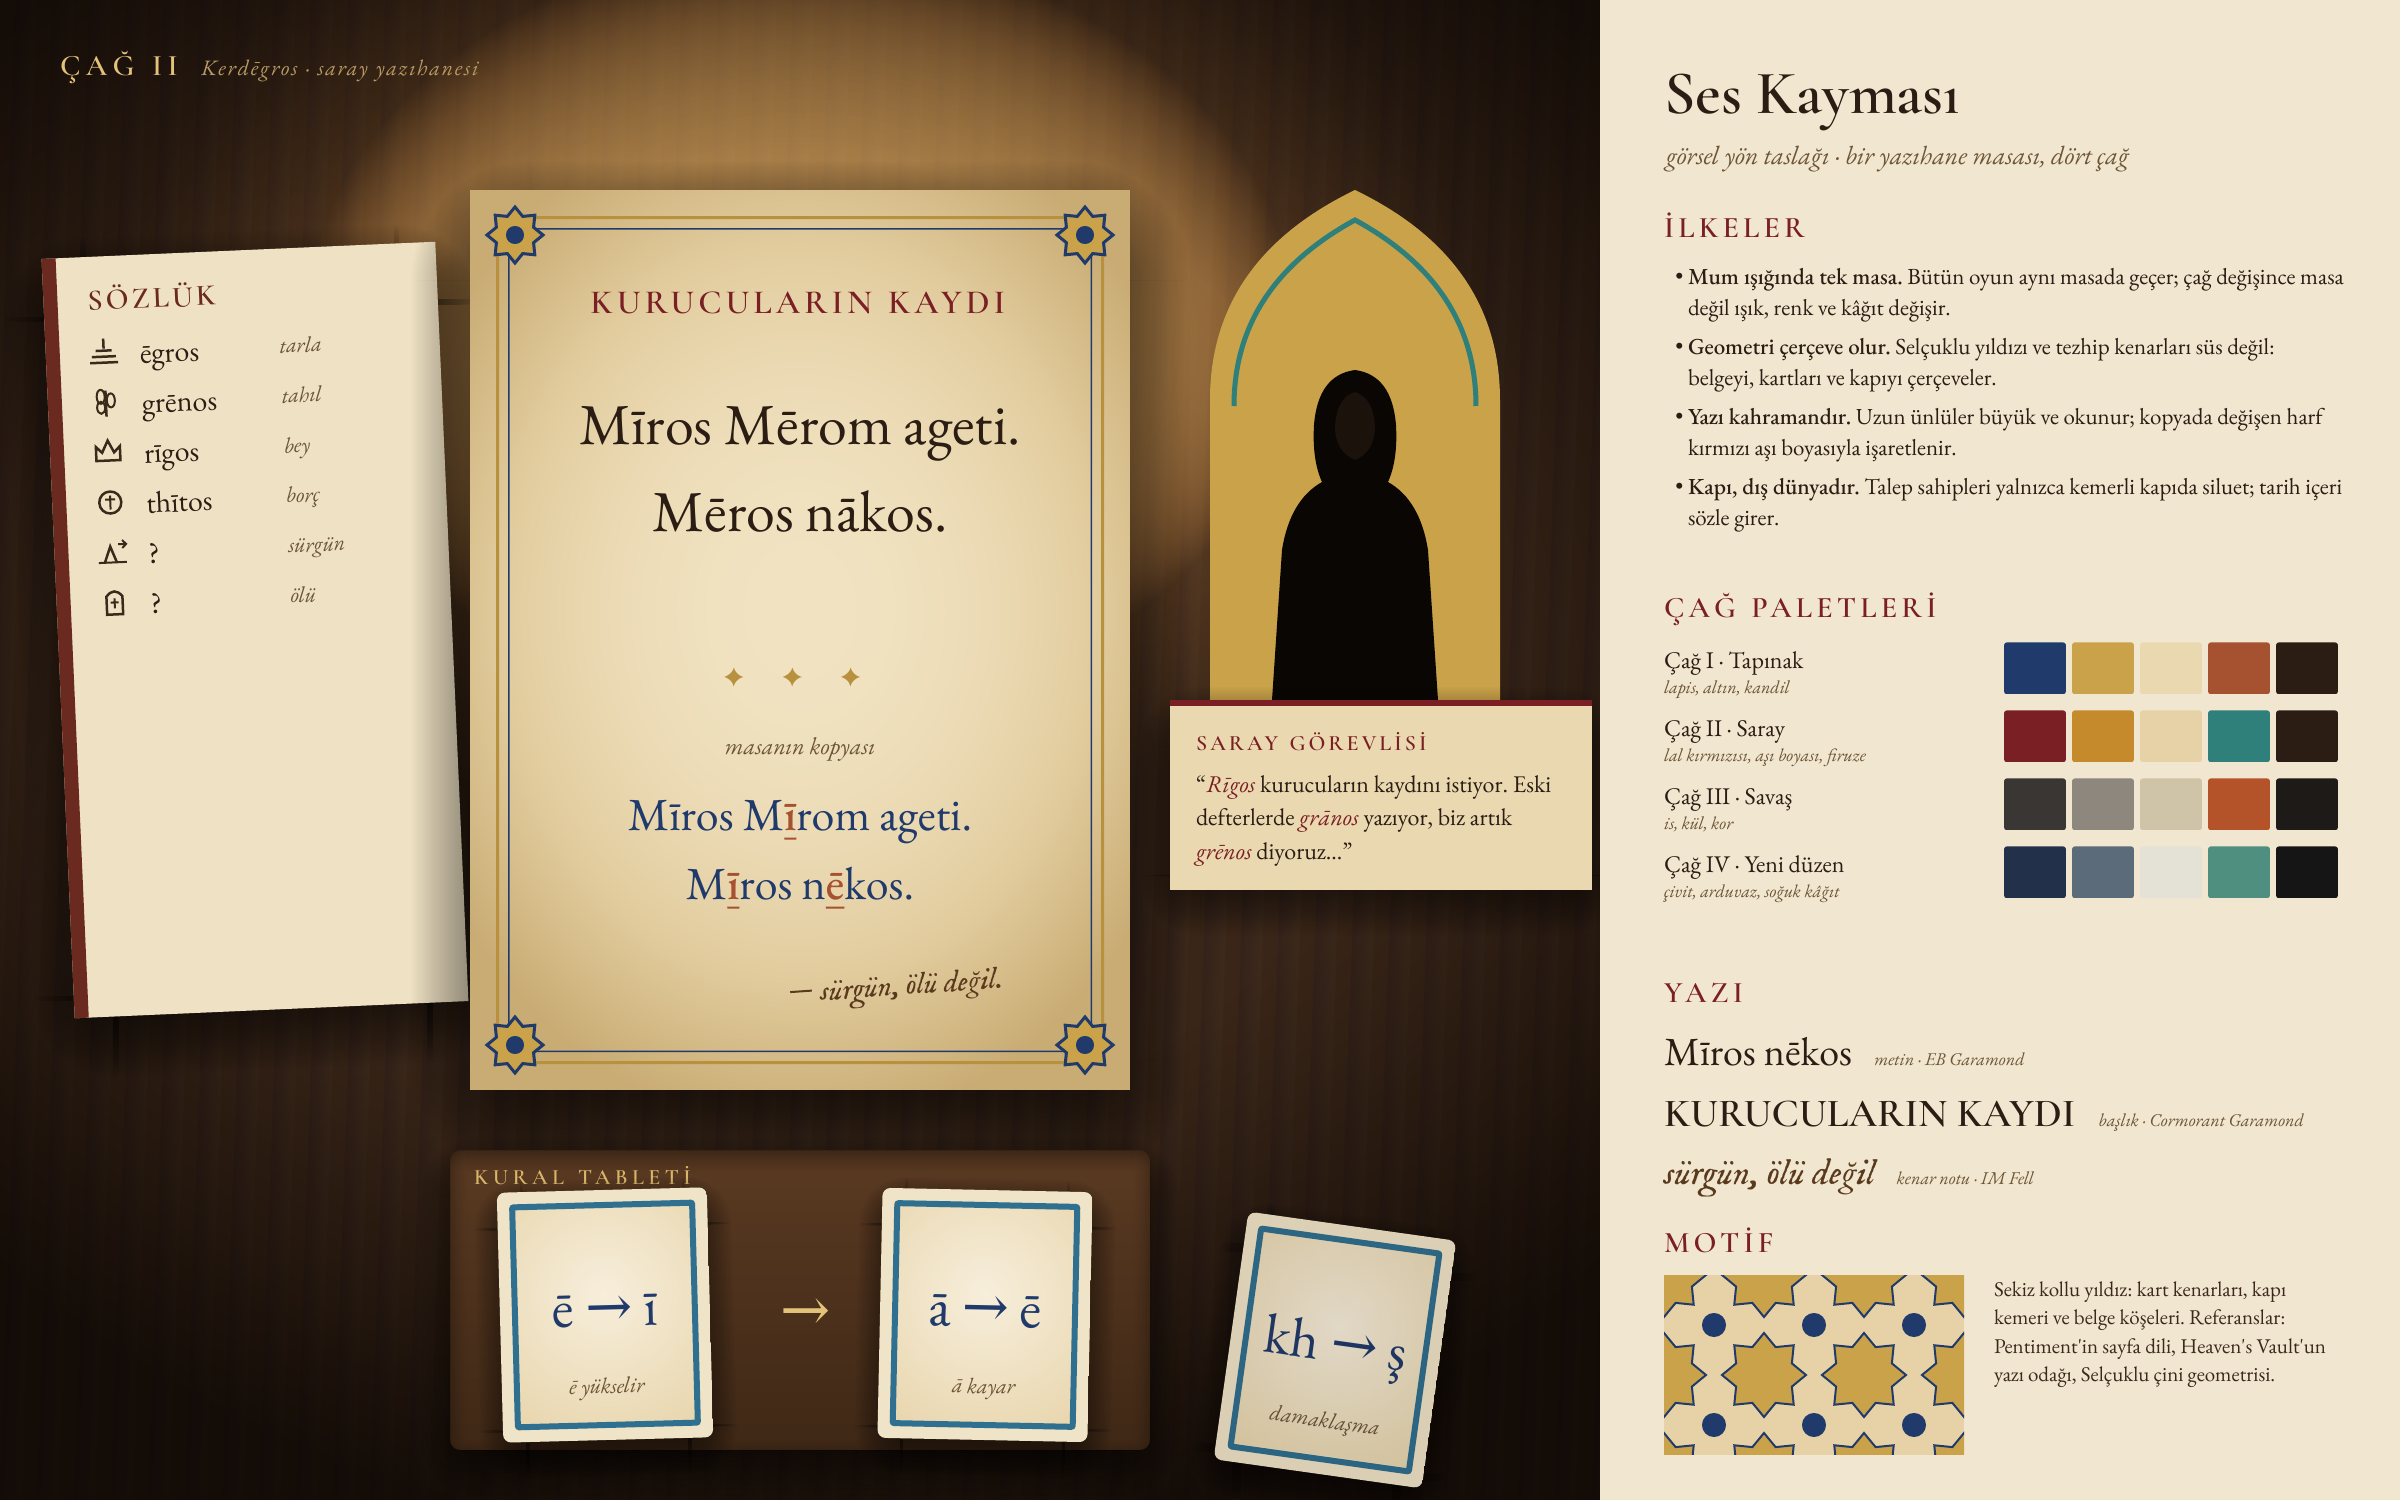 ÇAĞ II Kerdēgros · saray yazıhanesi
SÖZLÜK
ēgros tarla
grēnos tahıl
rīgos bey
thītos borç
? sürgün
? ölü
KURUCULARIN KAYDI
Mīros Mērom ageti.
Mēros nākos.
masanın kopyası
Mīros Mīrom ageti.
Mīros nēkos.
— sürgün, ölü değil.
SARAY GÖREVLİSİ
“Rīgos kurucuların kaydını istiyor. Eski
defterlerde grānos yazıyor, biz artık
grēnos diyoruz...”
KURAL TABLETİ
ē → ī
ē yükselir
→
ā → ē
ā kayar
kh → ş
damaklaşma
Ses Kayması
görsel yön taslağı · bir yazıhane masası, dört çağ
İLKELER
• Mum ışığında tek masa. Bütün oyun aynı masada geçer; çağ değişince masa
değil ışık, renk ve kâğıt değişir.
• Geometri çerçeve olur. Selçuklu yıldızı ve tezhip kenarları süs değil:
belgeyi, kartları ve kapıyı çerçeveler.
• Yazı kahramandır. Uzun ünlüler büyük ve okunur; kopyada değişen harf
kırmızı aşı boyasıyla işaretlenir.
• Kapı, dış dünyadır. Talep sahipleri yalnızca kemerli kapıda siluet; tarih içeri
sözle girer.
ÇAĞ PALETLERİ
Çağ I · Tapınak
lapis, altın, kandil
Çağ II · Saray
lal kırmızısı, aşı boyası, firuze
Çağ III · Savaş
is, kül, kor
Çağ IV · Yeni düzen
çivit, arduvaz, soğuk kâğıt
YAZI
Mīros nēkos metin · EB Garamond
KURUCULARIN KAYDI başlık · Cormorant Garamond
sürgün, ölü değil kenar notu · IM Fell
MOTİF
Sekiz kollu yıldız: kart kenarları, kapı
kemeri ve belge köşeleri. Referanslar:
Pentiment'in sayfa dili, Heaven's Vault'un
yazı odağı, Selçuklu çini geometrisi.